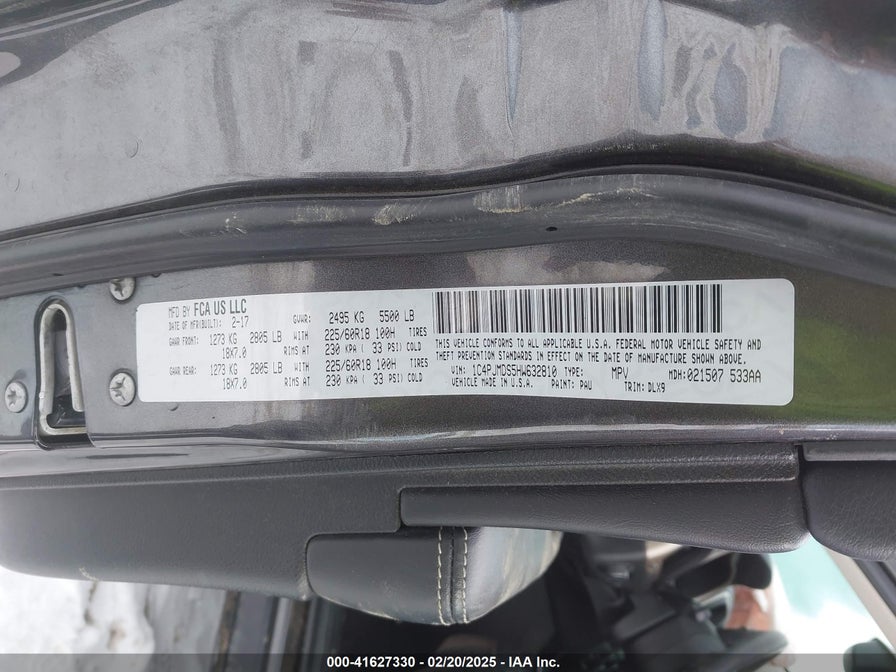 MFD BY FCA US LLC
DATE OF MFR(BUILT): 2-17 GVWR: 2495 KG 5500 LB
GAWR FRONT: 1273 KG 2805 LB WITH 225/60R18 100H TIRES
18X7.0 RIMS AT 230 KPA ( 33 PSI) COLD
GAWR REAR: 1273 KG 2805 LB WITH 225/60R18 100H TIRES
18X7.0 RIMS AT 230 KPA ( 33 PSI) COLD
THIS VEHICLE CONFORMS TO ALL APPLICABLE U.S.A. FEDERAL MOTOR VEHICLE SAFETY
AND THEFT PREVENTION STANDARDS IN EFFECT ON THE DATE OF MANUFACTURE SHOWN ABOVE.
VIN: 1C4PJMDS5HW632810 TYPE: MPV MDH: 021507 533AA
VEHICLE MADE IN U.S.A. PAINT: PAU TRIM: DLX9
000-41627330 - 02/20/2025 - IAA Inc.